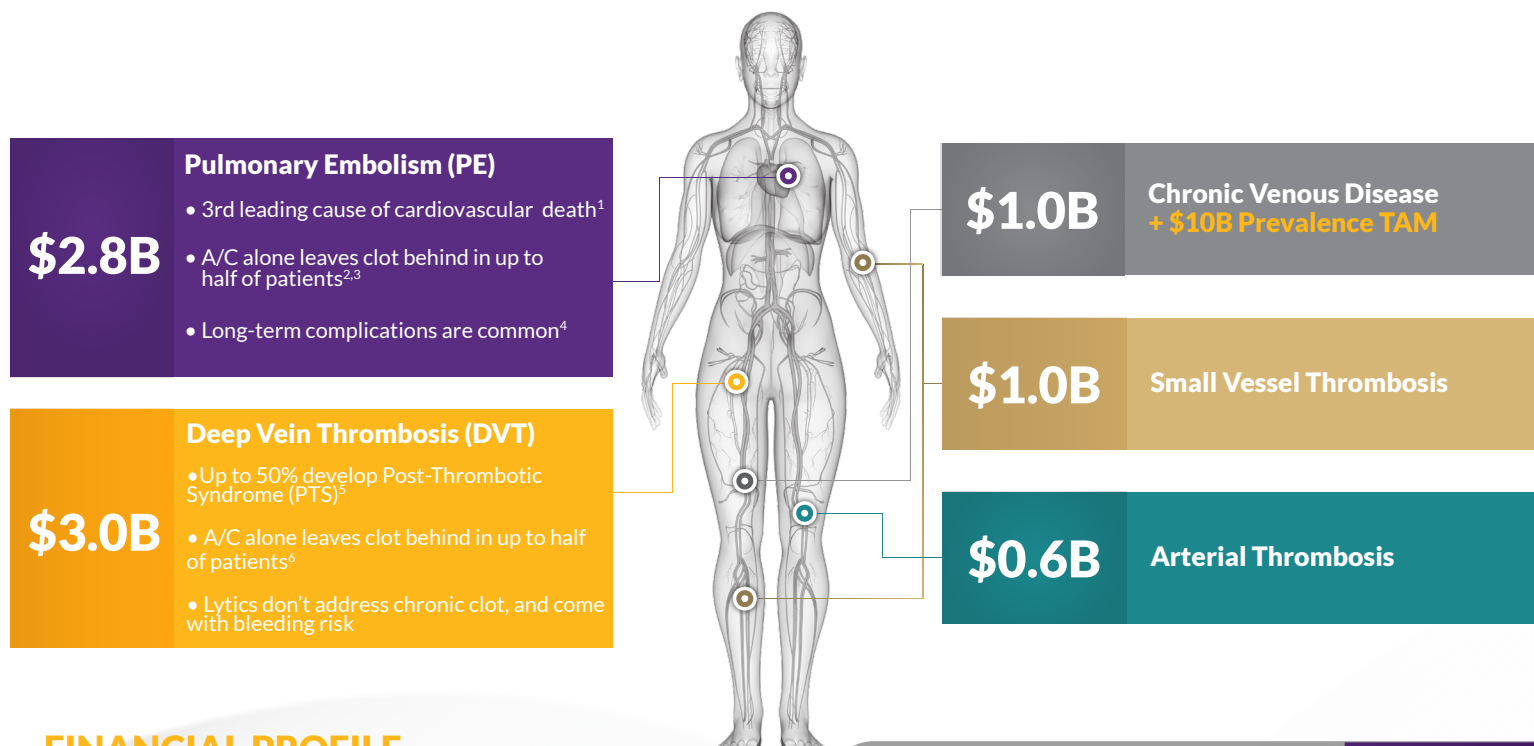 $2.8B
Pulmonary Embolism (PE)
• 3rd leading cause of cardiovascular death¹
• A/C alone leaves clot behind in up to
half of patients²,³
• Long-term complications are common⁴
$3.0B
Deep Vein Thrombosis (DVT)
•Up to 50% develop Post-Thrombotic
Syndrome (PTS)⁵
• A/C alone leaves clot behind in up to half
of patients⁶
• Lytics don’t address chronic clot, and come
with bleeding risk
$1.0B
Chronic Venous Disease
+ $10B Prevalence TAM
$1.0B
Small Vessel Thrombosis
$0.6B
Arterial Thrombosis
FINANCIAL PROFILE